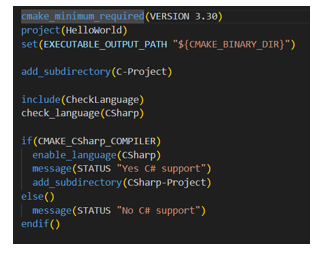 cmake_minimum_required(VERSION 3.30)
project(HelloWorld)
set(EXECUTABLE_OUTPUT_PATH "${CMAKE_BINARY_DIR}")
add_subdirectory(C-Project)
include(CheckLanguage)
check_language(CSharp)
if(CMAKE_CSharp_COMPILER)
enable_language(CSharp)
message(STATUS "Yes C# support")
add_subdirectory(CSharp-Project)
else()
message(STATUS "No C# support")
endif()